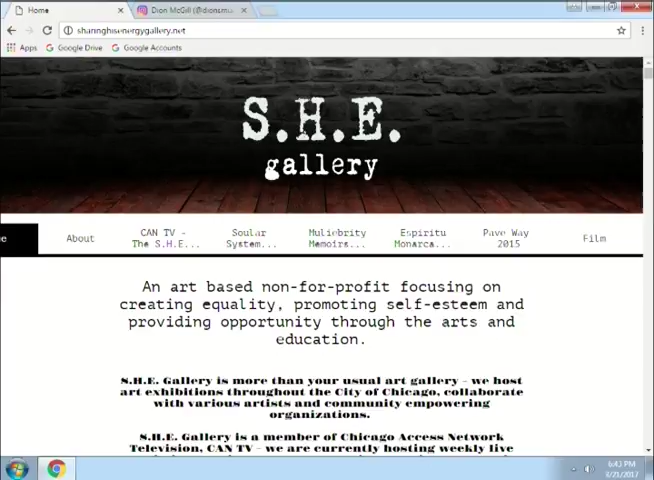 Home
Dion McGill (@dionsmu
sharinghisenergygallery.net
Apps Google Drive Google Accounts
S.H.E.
gallery
About
CAN TV -
The S.H.E...
Soular
System...
Muliebrity
Memoirs...
Espiritu
Monarca...
Pave Way
2015
Film
An art based non-for-profit focusing on
creating equality, promoting self-esteem and
providing opportunity through the arts and
education.
S.H.E. Gallery is more than your usual art gallery - we host
art exhibitions throughout the City of Chicago, collaborate
with various artists and community empowering
organizations.
S.H.E. Gallery is a member of Chicago Access Network
Television, CAN TV - we are currently hosting weekly live
6:43 PM
3/21/2017